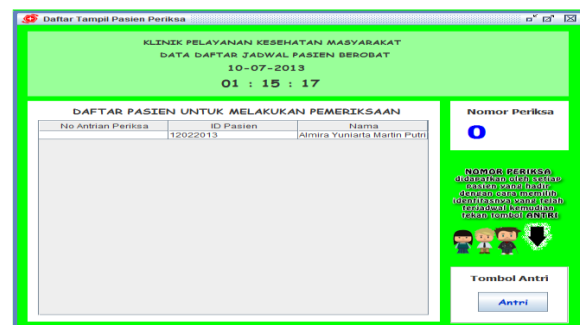 Daftar Tampil Pasien Periksa
KLINIK PELAYANAN KESEHATAN MASYARAKAT
DATA DAFTAR JADWAL PASIEN BEROBAT
10-07-2013
01 : 15 : 17
DAFTAR PASIEN UNTUK MELAKUKAN PEMERIKSAAN
No Antrian Periksa ID Pasien Nama
12022013 Almira Yuniarta Martin Putri
Nomor Periksa
0
NOMOR PERIKSA
didapatkan oleh setiap
pasien yang hadir
dengan cara memilih
identitasnya yang telah
terjadwal kemudian
tekan tombol ANTRI
Tombol Antri
Antri